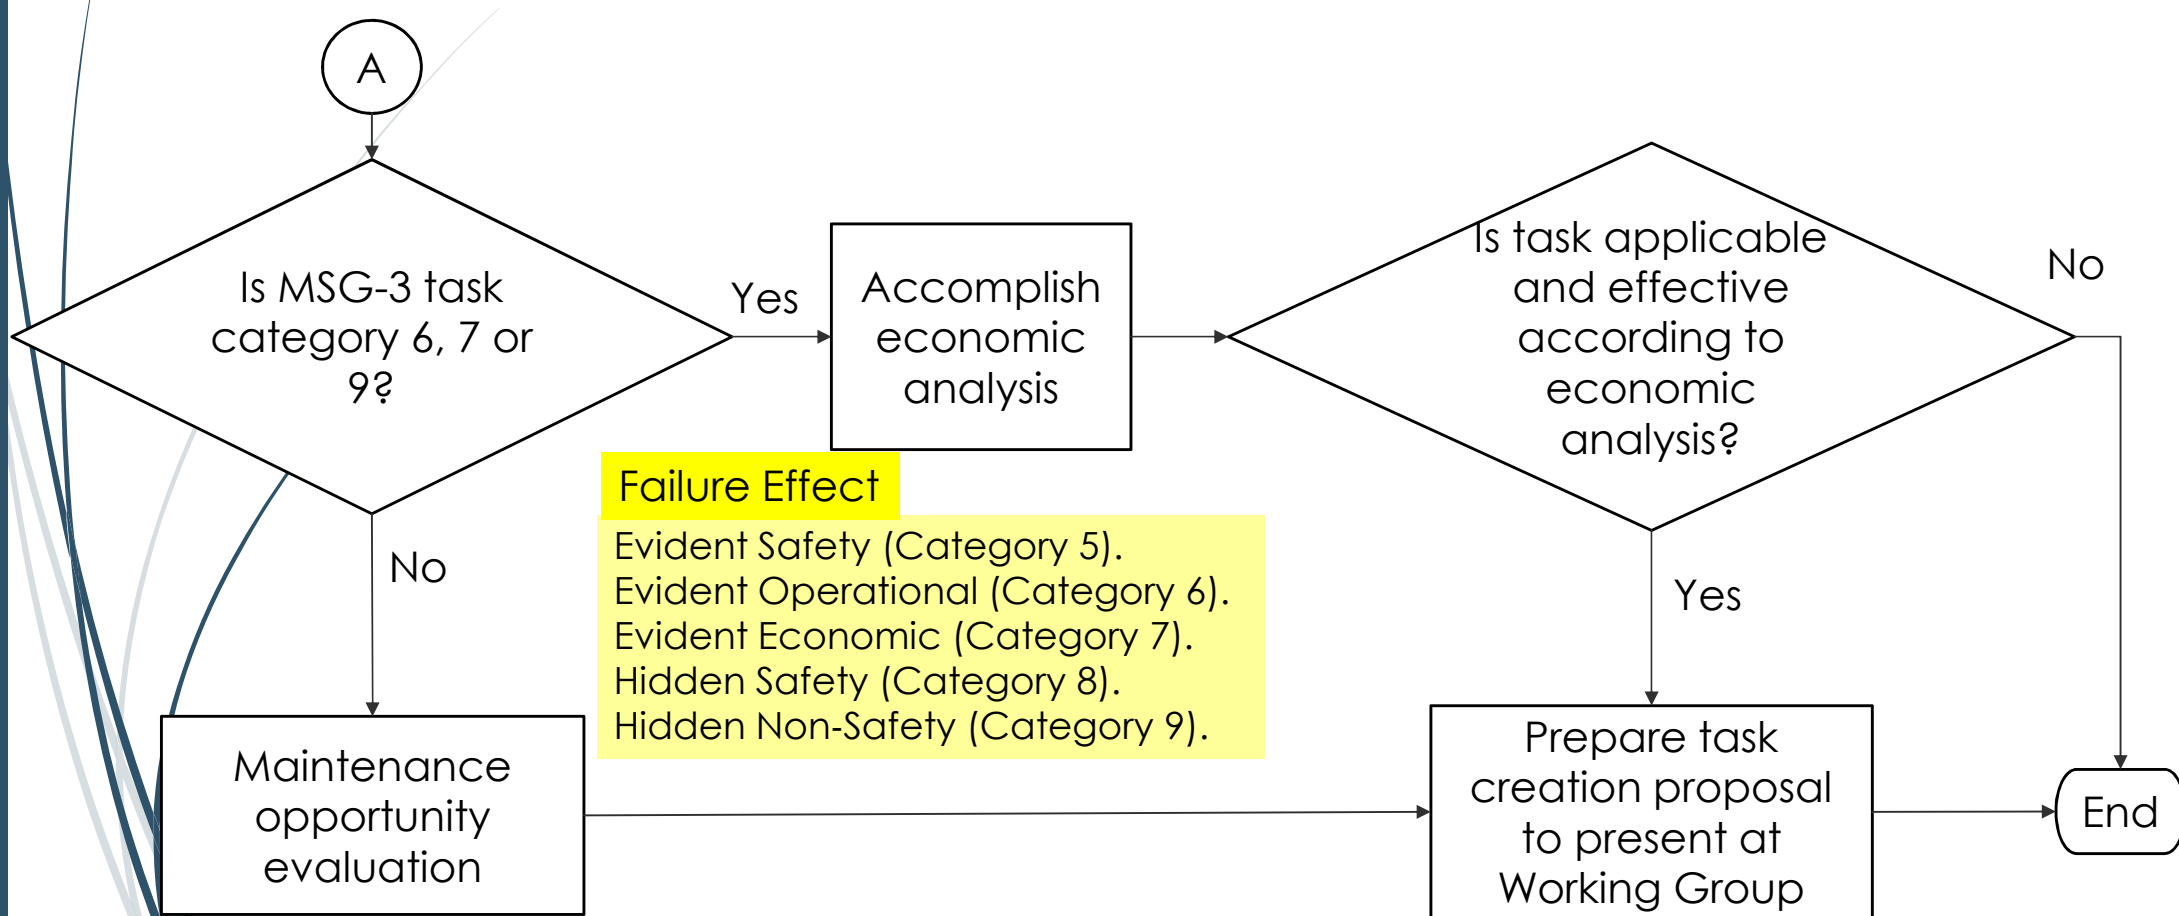 A
Is MSG-3 task
category 6, 7 or
9?
Yes
Accomplish
economic
analysis
Is task applicable
and effective
according to
economic
analysis?
No
Failure Effect
Evident Safety (Category 5).
Evident Operational (Category 6).
Evident Economic (Category 7).
Hidden Safety (Category 8).
Hidden Non-Safety (Category 9).
No
Yes
Maintenance
opportunity
evaluation
Prepare task
creation proposal
to present at
Working Group
End